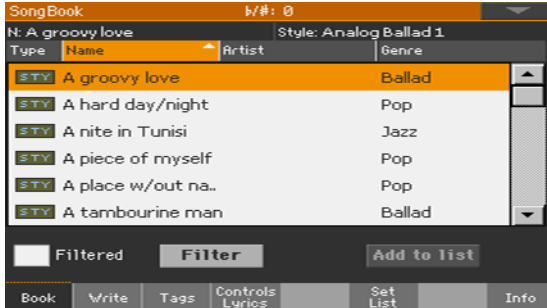 SongBook ♭/#: 0
N: A groovy love Style: Analog Ballad 1
Type Name Artist Genre
STY A groovy love Ballad
STY A hard day/night Pop
STY A nite in Tunisi Jazz
STY A piece of myself Pop
STY A place w/out na.. Pop
STY A tambourine man Ballad
Filtered Filter Add to list
Book Write Tags Controls Lyrics Set List Info